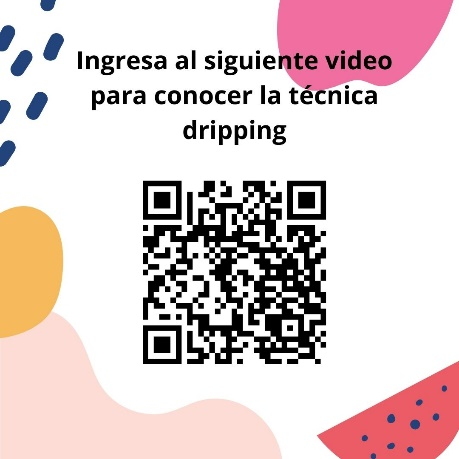 Ingresa al siguiente video
para conocer la técnica
dripping